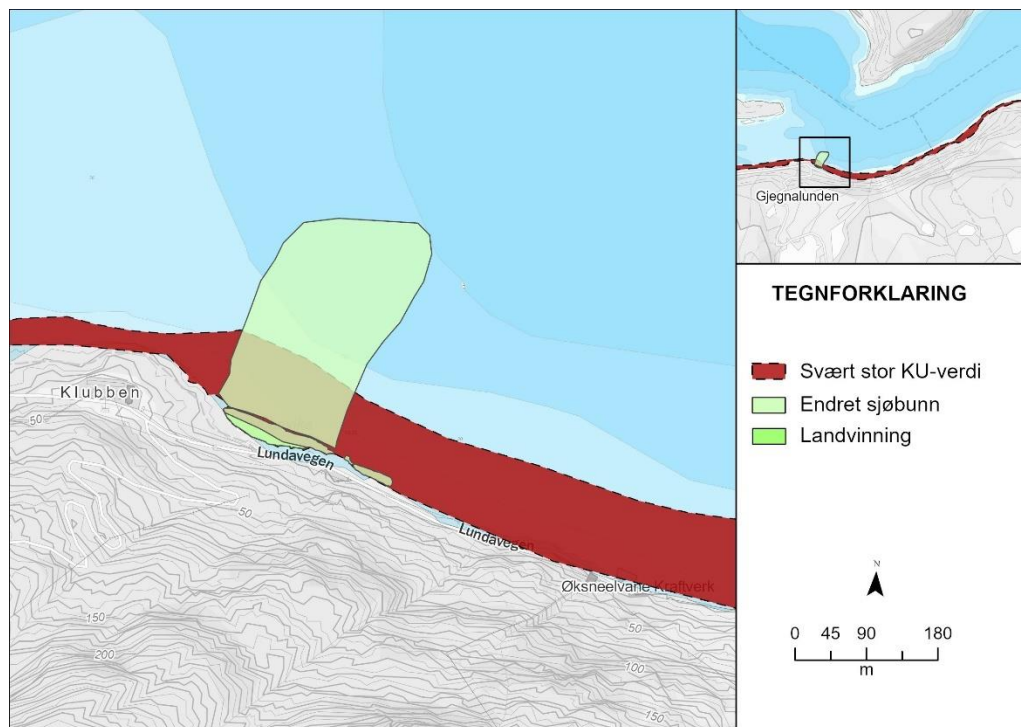 Klubben
50
Lundavegen
50
Lundavegen
Øksneelvane Kraftverk
150
200
50
100
150
Gjegnalunden
TEGNFORKLARING
Svært stor KU-verdi
Endret sjøbunn
Landvinning
N
0 45 90 180
m